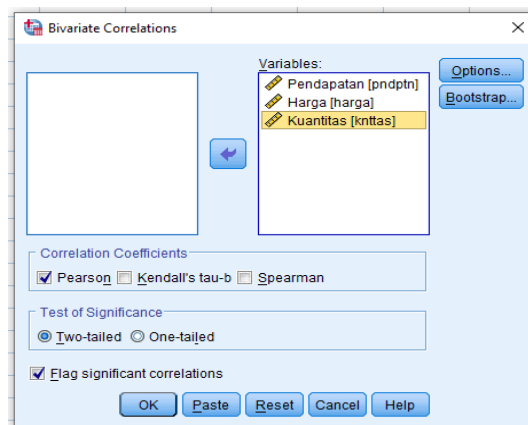 Bivariate Correlations
Variables:
Pendapatan [pndptn]
Harga [harga]
Kuantitas [knttas]
Options...
Bootstrap...
Correlation Coefficients
Pearson Kendall's tau-b Spearman
Test of Significance
Two-tailed One-tailed
Flag significant correlations
OK Paste Reset Cancel Help